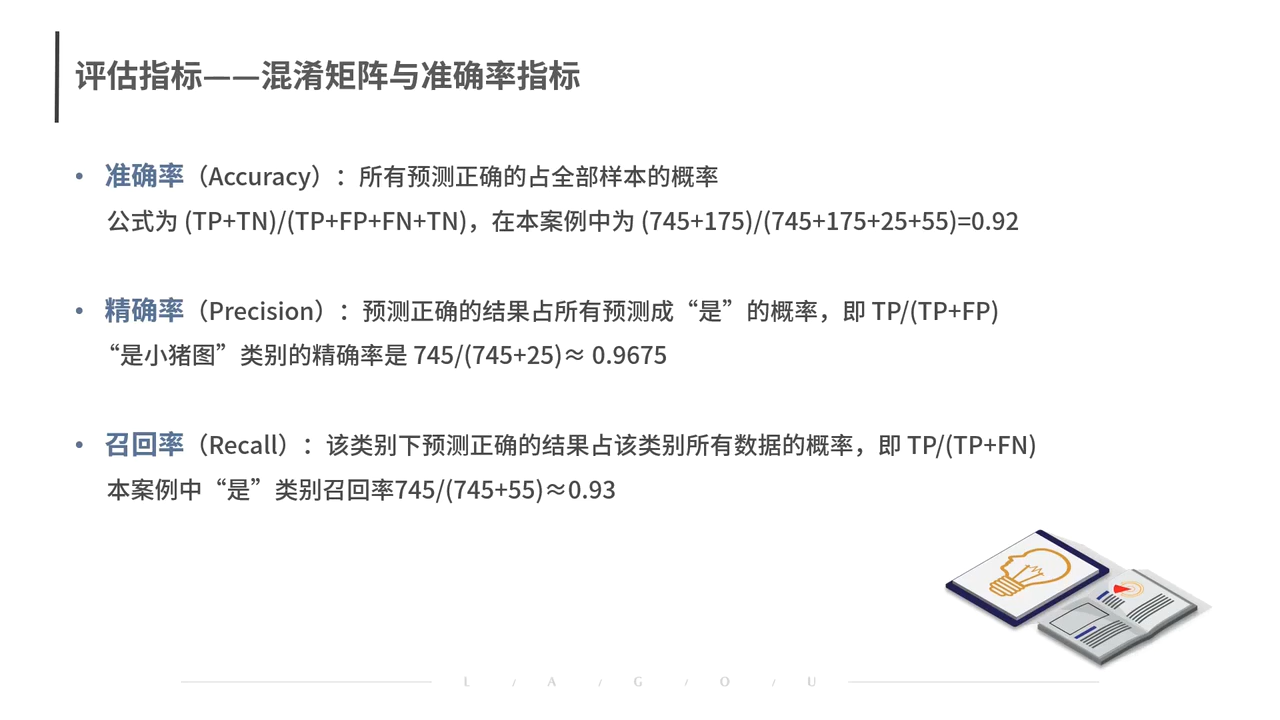 评估指标——混淆矩阵与准确率指标
• 准确率（Accuracy）：所有预测正确的占全部样本的概率
公式为 (TP+TN)/(TP+FP+FN+TN)，在本案例中为 (745+175)/(745+175+25+55)=0.92
• 精确率（Precision）：预测正确的结果占所有预测成“是”的概率，即 TP/(TP+FP)
“是小猪图”类别的精确率是 745/(745+25)≈ 0.9675
• 召回率（Recall）：该类别下预测正确的结果占该类别所有数据的概率，即 TP/(TP+FN)
本案例中“是”类别召回率745/(745+55)≈0.93
L / A / G / O / U